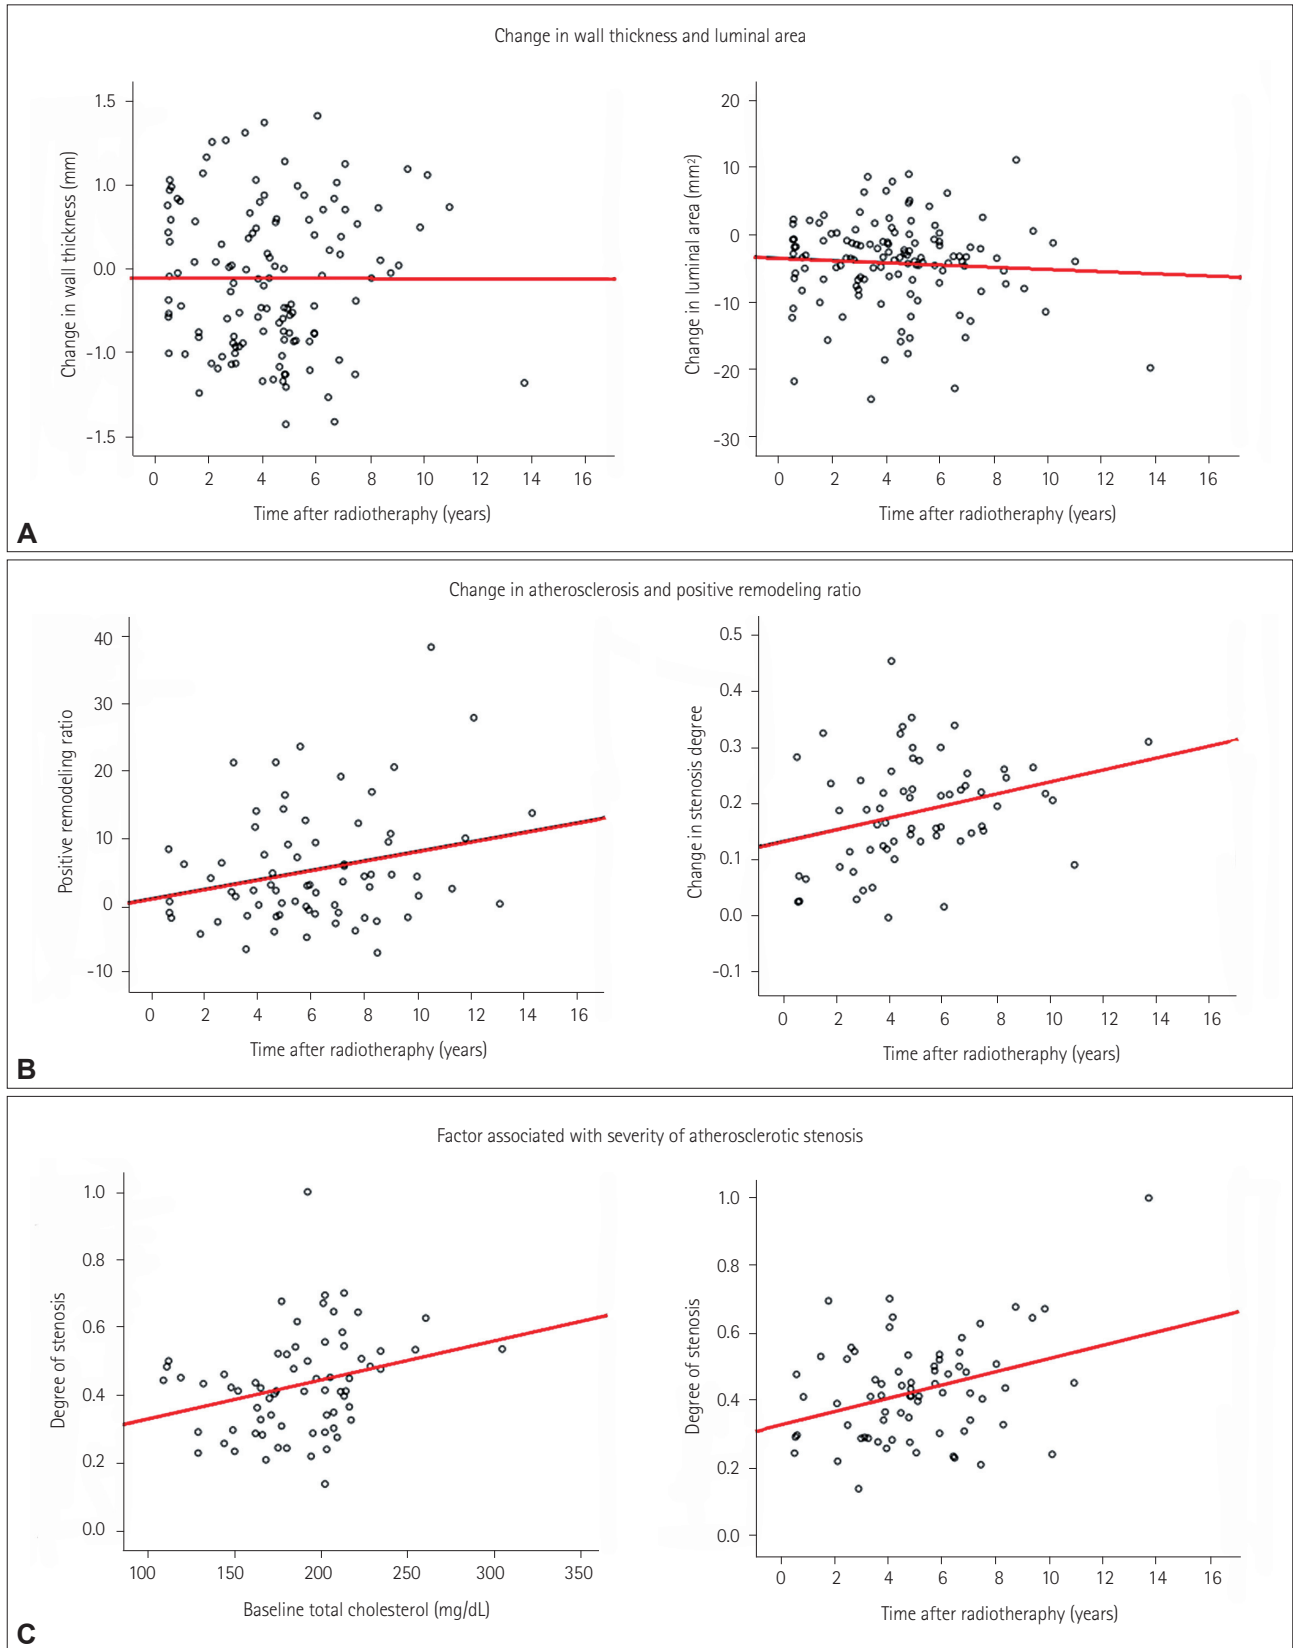 Change in wall thickness and luminal area
Change in wall thickness (mm)
1.5
1.0
0.0
-1.0
-1.5
0 2 4 6 8 10 12 14 16
Time after radiotheraphy (years)
Change in luminal area (mm²)
20
10
0
-10
-20
-30
0 2 4 6 8 10 12 14 16
Time after radiotheraphy (years)
A
Change in atherosclerosis and positive remodeling ratio
Positive remodeling ratio
40
30
20
10
0
-10
0 2 4 6 8 10 12 14 16
Time after radiotheraphy (years)
Change in stenosis degree
0.5
0.4
0.3
0.2
0.1
0.0
-0.1
0 2 4 6 8 10 12 14 16
Time after radiotheraphy (years)
B
Factor associated with severity of atherosclerotic stenosis
Degree of stenosis
1.0
0.8
0.6
0.4
0.2
0.0
100 150 200 250 300 350
Baseline total cholesterol (mg/dL)
Degree of stenosis
1.0
0.8
0.6
0.4
0.2
0.0
0 2 4 6 8 10 12 14 16
Time after radiotheraphy (years)
C